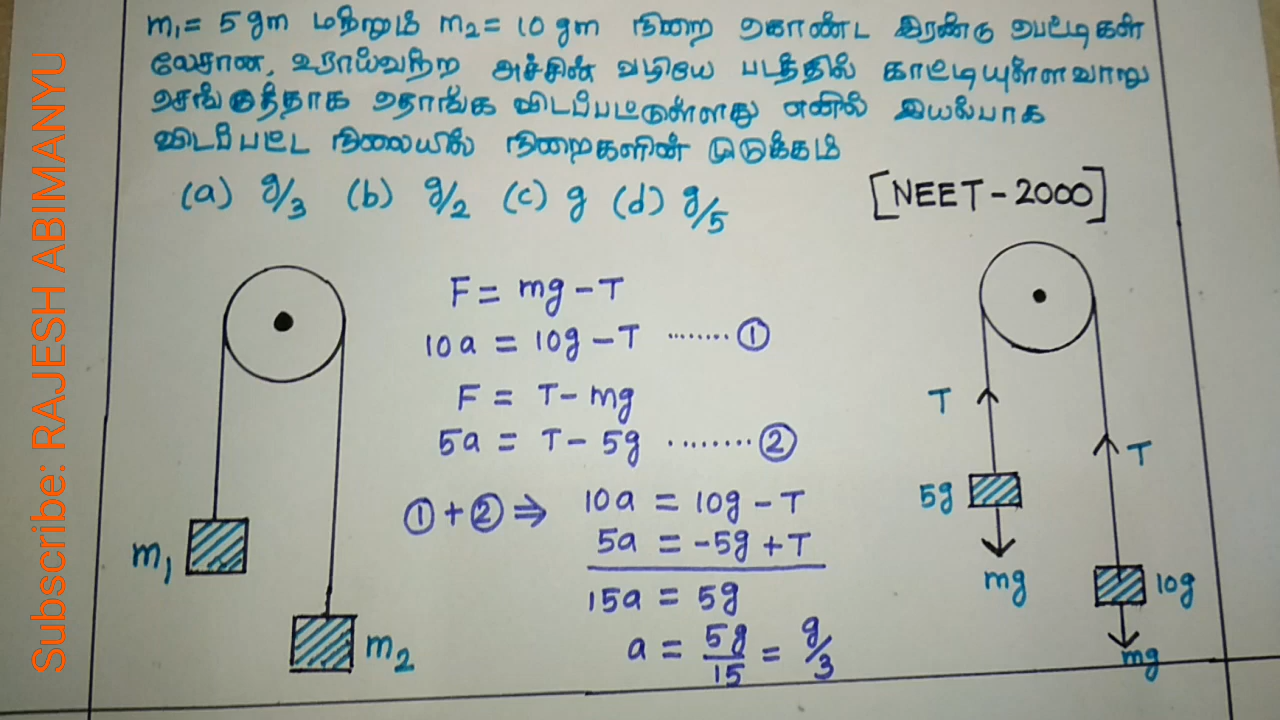 m₁= 5 gm மற்றும் m₂= 10 gm நிறை கொண்ட இரண்டு பெட்டிகள்
லேசான, உராய்வற்ற அச்சின் வழியே படத்தில் காட்டியுள்ளவாறு
செங்குத்தாக தொங்க விடப்பட்டுள்ளது எனில் இயல்பாக
விடப்பட்ட நிலையில் நிறைகளின் முடுக்கம்
(a) g/3 (b) g/2 (c) g (d) g/5
[NEET-2000]
F = mg - T
10a = 10g - T ........ ①
F = T - mg
5a = T - 5g ........ ②
①+②⇒ 10a = 10g - T
5a = -5g + T
15a = 5g
a = 5g/15 = g/3
m₁
m₂
T
T
5g
mg
10g
mg
Subscribe: RAJESH ABIMANYU